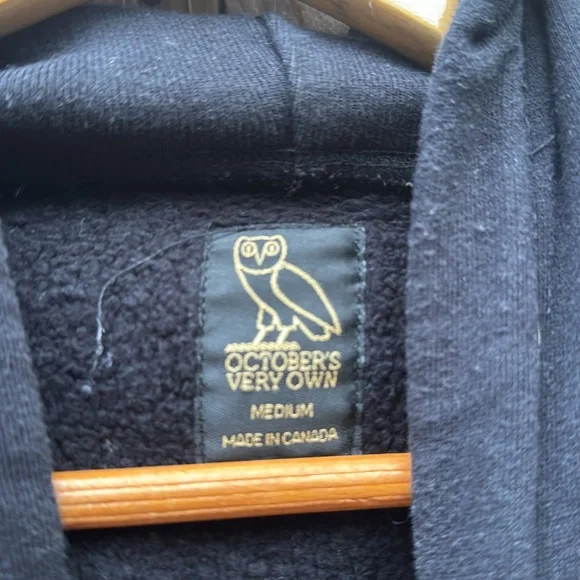 OCTOBER'S
VERY OWN
MEDIUM
MADE IN CANADA